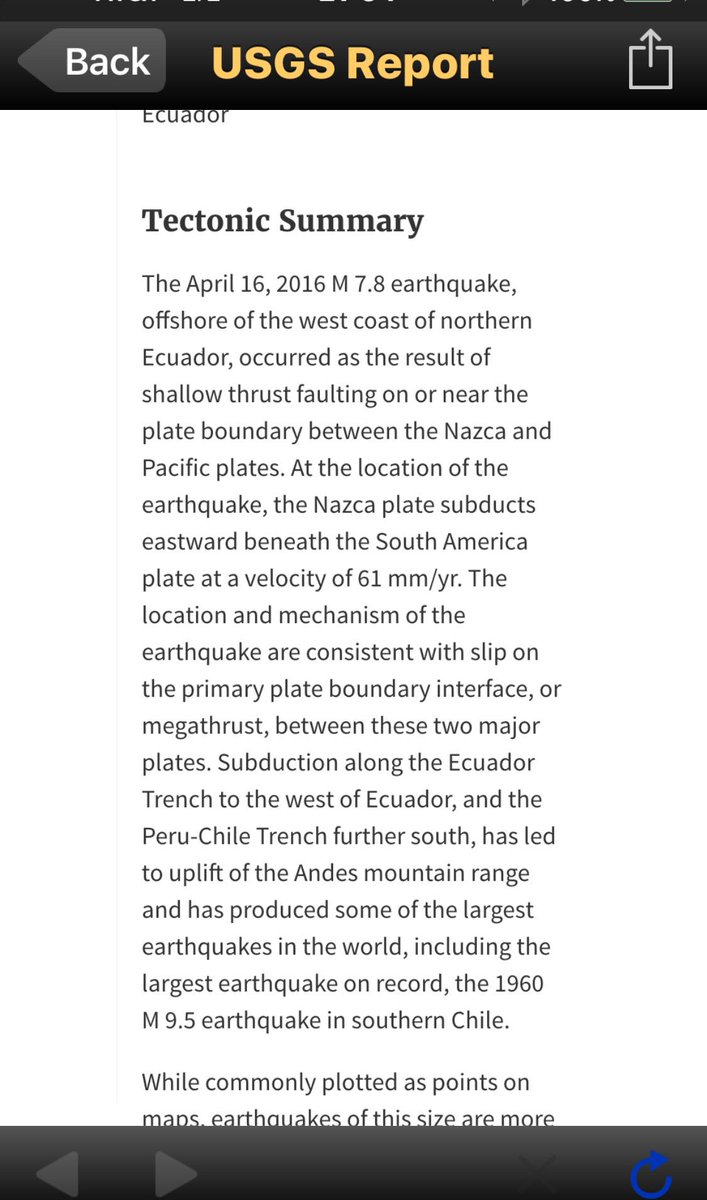 Back
USGS Report
Ecuador
Tectonic Summary
The April 16, 2016 M 7.8 earthquake,
offshore of the west coast of northern
Ecuador, occurred as the result of
shallow thrust faulting on or near the
plate boundary between the Nazca and
Pacific plates. At the location of the
earthquake, the Nazca plate subducts
eastward beneath the South America
plate at a velocity of 61 mm/yr. The
location and mechanism of the
earthquake are consistent with slip on
the primary plate boundary interface, or
megathrust, between these two major
plates. Subduction along the Ecuador
Trench to the west of Ecuador, and the
Peru-Chile Trench further south, has led
to uplift of the Andes mountain range
and has produced some of the largest
earthquakes in the world, including the
largest earthquake on record, the 1960
M 9.5 earthquake in southern Chile.
While commonly plotted as points on
maps, earthquakes of this size are more